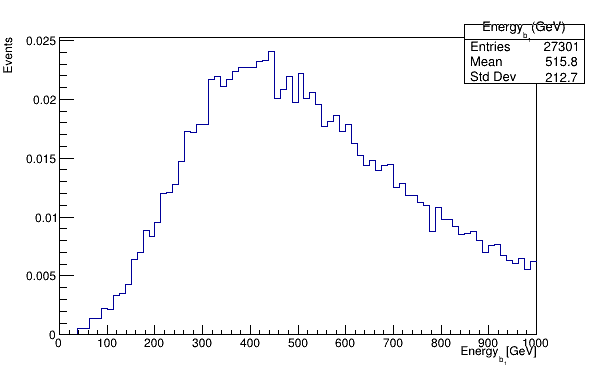 Energy_b₁(GeV)
Entries 27301
Mean 515.8
Std Dev 212.7
Events
0.025
0.02
0.015
0.01
0.005
0
0 100 200 300 400 500 600 700 800 900 1000
Energy_b₁[GeV]